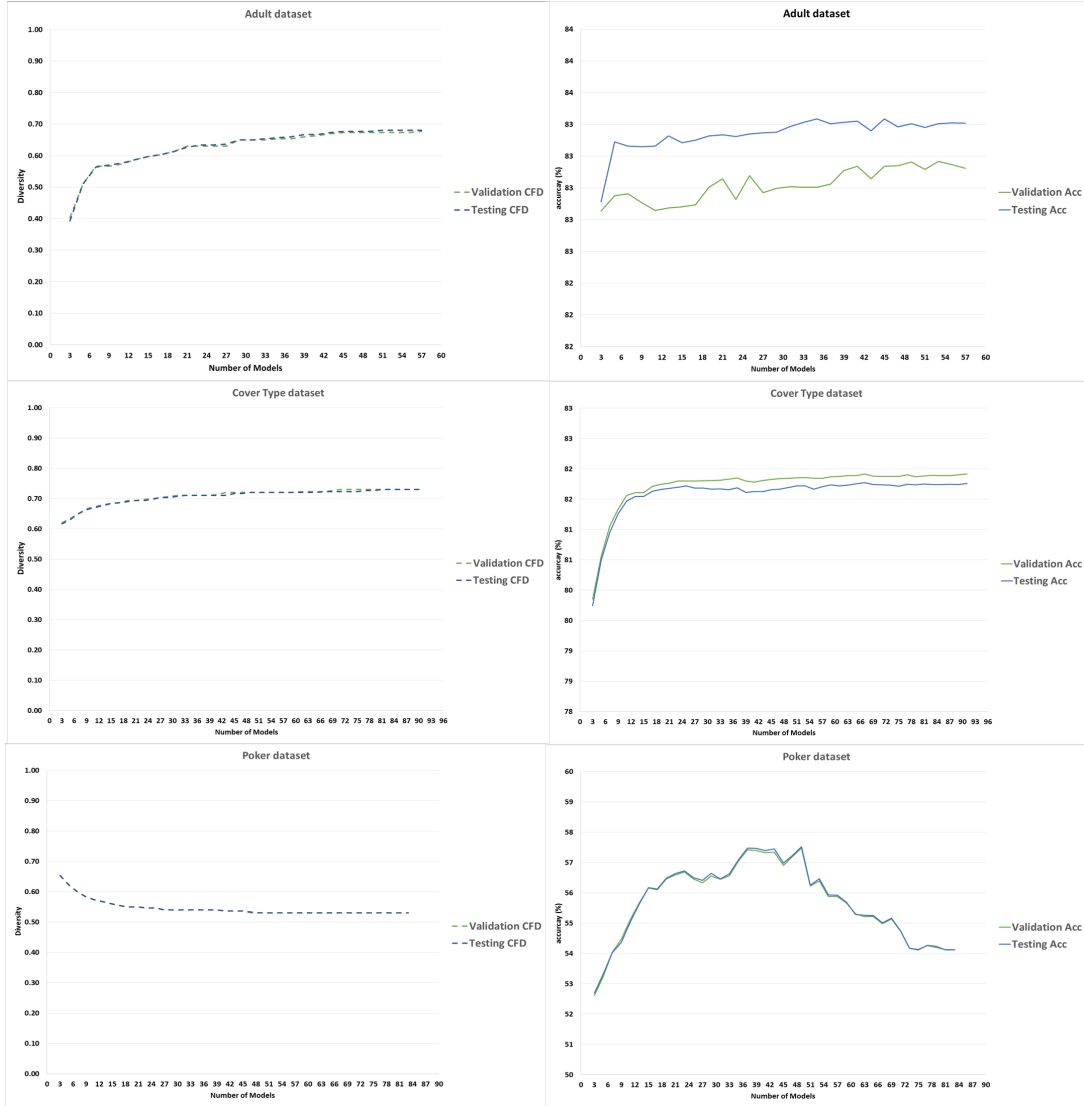 Adult dataset
1.00
0.90
0.80
0.70
0.60
0.50
0.40
0.30
0.20
0.10
0.00
Diversity
0 3 6 9 12 15 18 21 24 27 30 33 36 39 42 45 48 51 54 57 60
Number of Models
Validation CFD
Testing CFD
Adult dataset
84
84
84
83
83
83
83
82
82
82
82
accurcay (%)
0 3 6 9 12 15 18 21 24 27 30 33 36 39 42 45 48 51 54 57 60
Number of Models
Validation Acc
Testing Acc
Cover Type dataset
1.00
0.90
0.80
0.70
0.60
0.50
0.40
0.30
0.20
0.10
0.00
Diversity
0 3 6 9 12 15 18 21 24 27 30 33 36 39 42 45 48 51 54 57 60 63 66 69 72 75 78 81 84 87 90 93 96
Number of Models
Validation CFD
Testing CFD
Cover Type dataset
83
83
82
82
81
81
80
80
79
79
78
accurcay (%)
0 3 6 9 12 15 18 21 24 27 30 33 36 39 42 45 48 51 54 57 60 63 66 69 72 75 78 81 84 87 90 93 96
Number of Models
Validation Acc
Testing Acc
Poker dataset
1.00
0.90
0.80
0.70
0.60
0.50
0.40
0.30
0.20
0.10
0.00
Diversity
0 3 6 9 12 15 18 21 24 27 30 33 36 39 42 45 48 51 54 57 60 63 66 69 72 75 78 81 84 87 90
Number of Models
Validation CFD
Testing CFD
Poker dataset
60
59
58
57
56
55
54
53
52
51
50
accurcay (%)
0 3 6 9 12 15 18 21 24 27 30 33 36 39 42 45 48 51 54 57 60 63 66 69 72 75 78 81 84 87 90
Number of Models
Validation Acc
Testing Acc